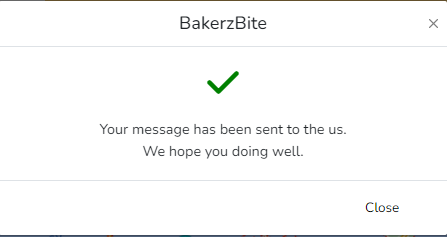 BakerzBite
×
Your message has been sent to the us.
We hope you doing well.
Close